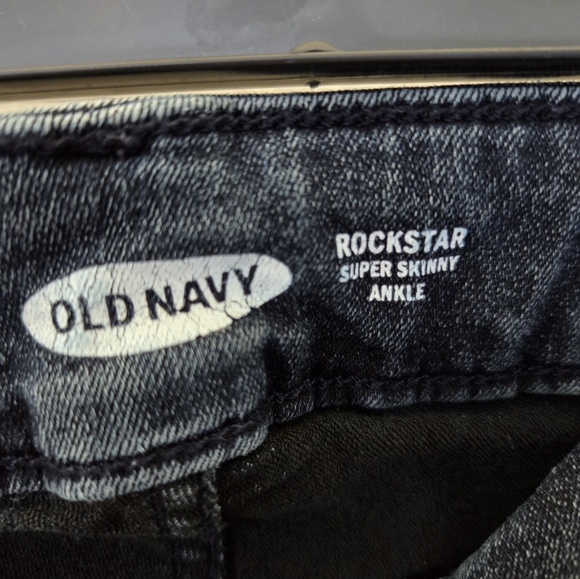 OLD NAVY
ROCKSTAR
SUPER SKINNY
ANKLE